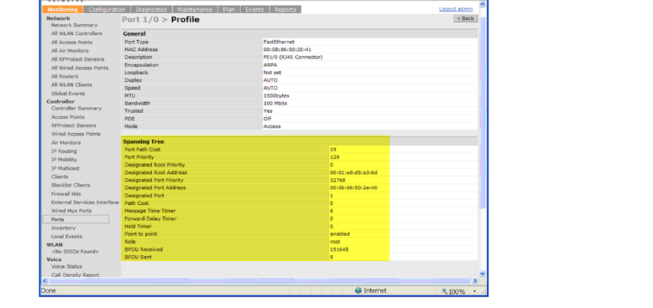 Monitoring Configuration Diagnostics Maintenance Plan Events Reports Logout admin
Network
Network Summary
All WLAN Controllers
All Access Points
All Air Monitors
All RFProtect Sensors
All Wired Access Points
All Routers
All WLAN Clients
Global Events
Controller
Controller Summary
Access Points
RFProtect Sensors
Wired Access Points
Air Monitors
IP Routing
IP Mobility
IP Multicast
Clients
Blacklist Clients
Firewall Hits
External Services Interface
Wired Mux Ports
Ports
Inventory
Local Events
WLAN
<No SSIDs Found>
Voice
Voice Status
Call Density Report
Port 1/0 > Profile
< Back
General
Port Type FastEthernet
MAC Address 00:0B:86:50:2E:41
Description FE1/0 (RJ45 Connector)
Encapsulation ARPA
Loopback Not set
Duplex AUTO
Speed AUTO
MTU 1500bytes
Bandwidth 100 Mbits
Trusted Yes
POE Off
Mode Access
Spanning Tree
Port Path Cost 19
Port Priority 128
Designated Root Priority 0
Designated Root Address
Designated Port Priority 32768
Designated Port Address 00:0b:86:50:2e:40
Designated Port 1
Path Cost 0
Message Time Timer 6
Forward Delay Timer
Hold Timer 0
Point to point enabled
Role root
BPDU Received 151645
BPDU Sent
Done
Internet
100%